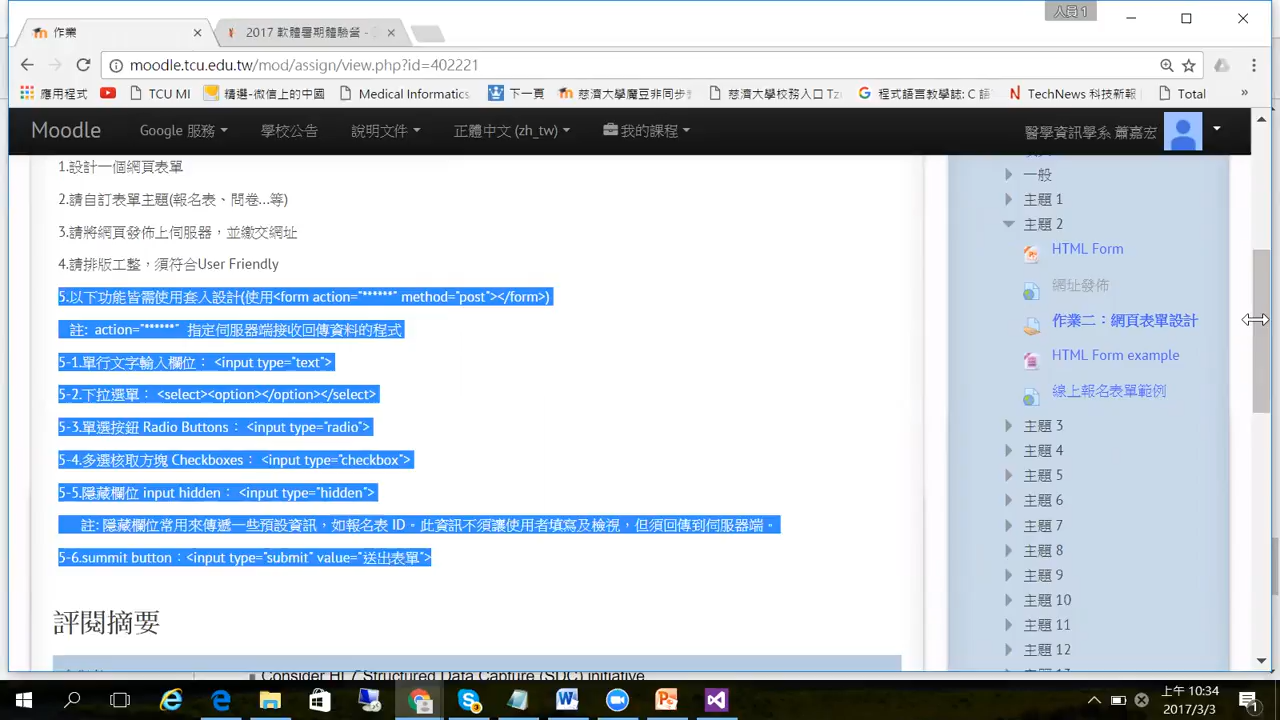 人員 1
作業
2017 軟體暑期體驗營 -
moodle.tcu.edu.tw/mod/assign/view.php?id=402221
應用程式
TCU MI
精選-微信上的中國
Medical Informatics
下一頁
慈濟大學魔豆非同步
慈濟大學校務入口 Tz
程式語言教學誌: C 語
TechNews 科技新報
Total
»
Moodle
Google 服務
學校公告
說明文件
正體中文 (zh_tw)
我的課程
醫學資訊學系 蕭嘉宏
1.設計一個網頁表單
2.請自訂表單主題(報名表、問卷...等)
3.請將網頁發佈上伺服器，並繳交網址
4.請排版工整，須符合User Friendly
5.以下功能皆需使用套入設計(使用<form action="******" method="post"></form>)
註: action="******" 指定伺服器端接收回傳資料的程式
5-1.單行文字輸入欄位： <input type="text">
5-2.下拉選單： <select><option></option></select>
5-3.單選按鈕 Radio Buttons： <input type="radio">
5-4.多選核取方塊 Checkboxes： <input type="checkbox">
5-5.隱藏欄位 input hidden： <input type="hidden">
註: 隱藏欄位常用來傳遞一些預設資訊，如報名表 ID。此資訊不須讓使用者填寫及檢視，但須回傳到伺服器端。
5-6.summit button：<input type="submit" value="送出表單">
評閱摘要
一般
主題 1
主題 2
HTML Form
網址發佈
作業二：網頁表單設計
HTML Form example
線上報名表單範例
主題 3
主題 4
主題 5
主題 6
主題 7
主題 8
主題 9
主題 10
主題 11
主題 12
Consider HL7 Structured Data Capture (SDC) initiative
上午 10:34
2017/3/3